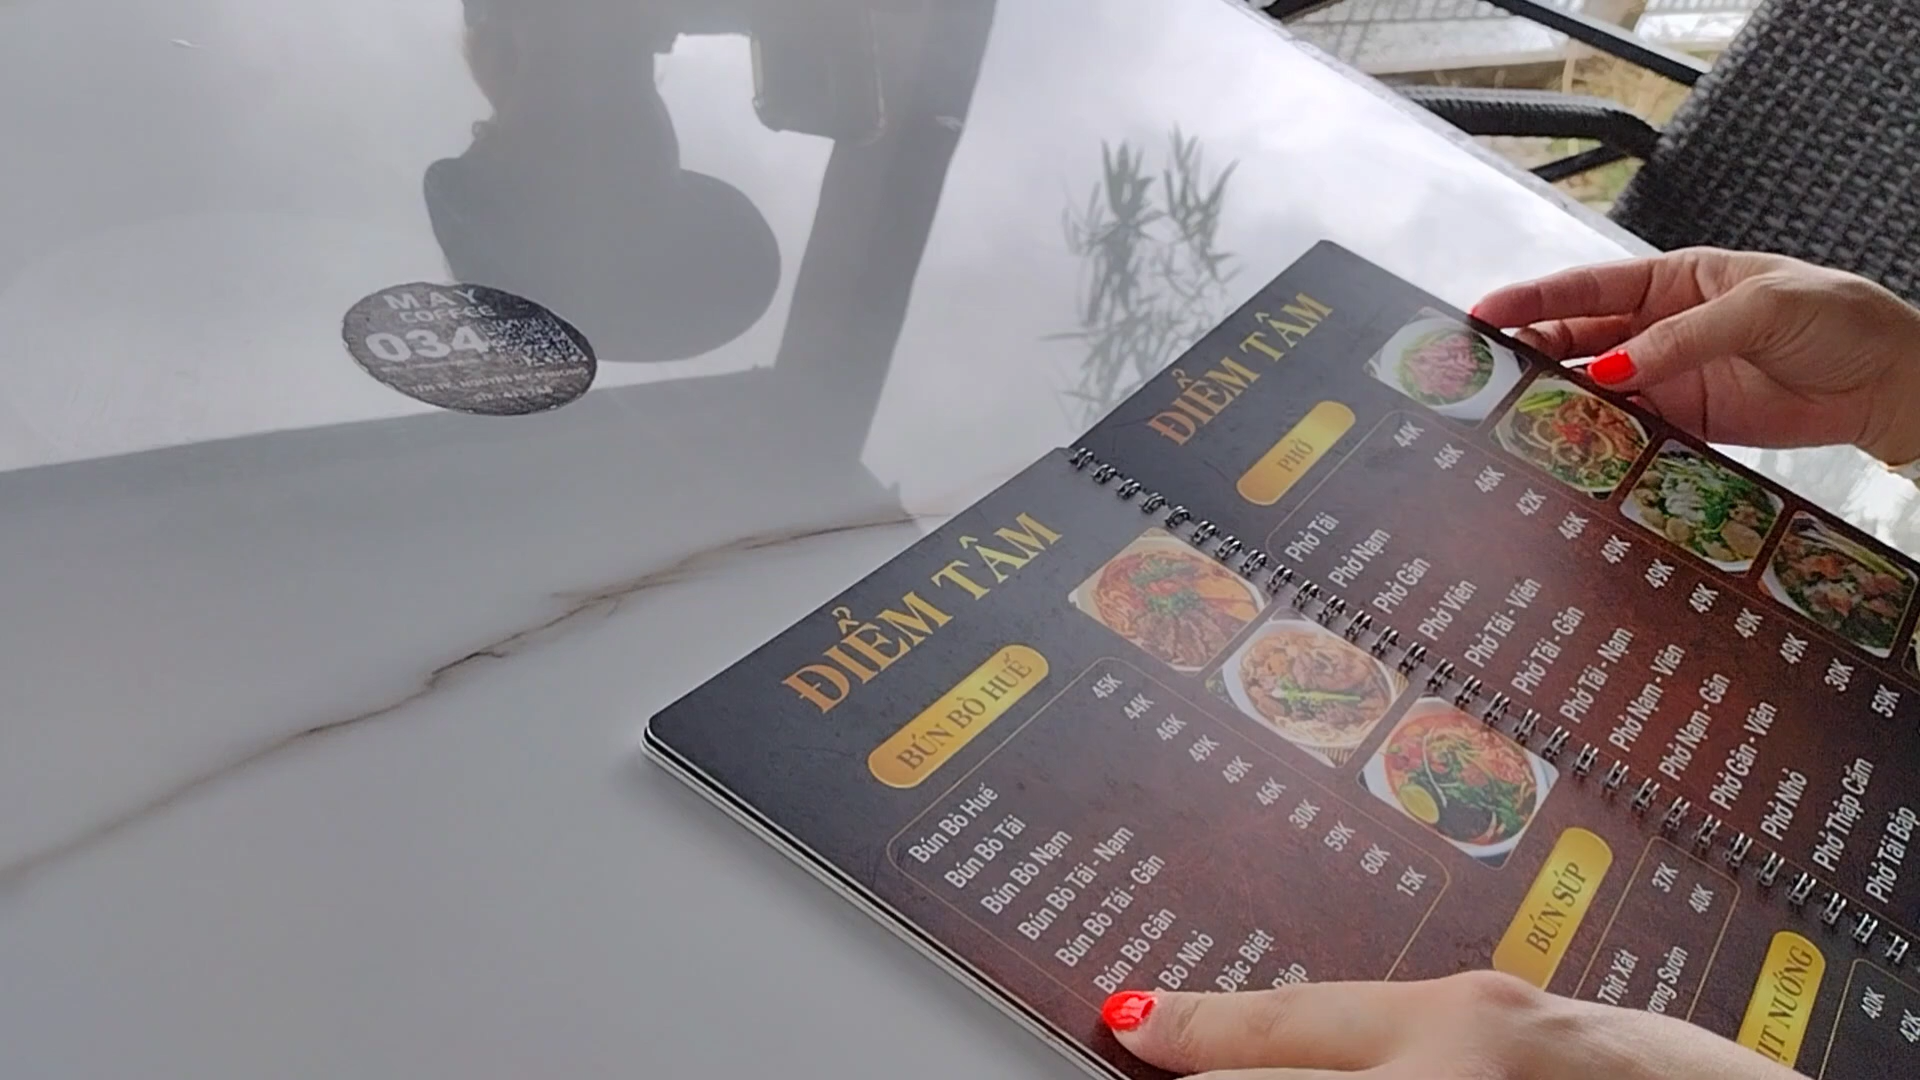 MAY
COFFEE
034
ĐIỂM TÂM
BÚN BÒ HUẾ
Bún Bò Huế 45K
Bún Bò Tái 44K
Bún Bò Nạm 46K
Bún Bò Tái - Nạm 49K
Bún Bò Tái - Gân 49K
Bún Bò Gân 46K
Bò Nhỏ 30K
Đặc Biệt 59K
Bắp 60K
15K
BÚN SÚP
Thịt Xát 37K
Sườn 40K
NƯỚNG
40K
42K
ĐIỂM TÂM
PHỞ
Phở Tái 44K
Phở Nạm 46K
Phở Gân 46K
Phở Viên 42K
Phở Tái - Viên 46K
Phở Tái - Gân 49K
Phở Tái - Nạm 49K
Phở Nạm - Viên 49K
Phở Nạm - Gân 49K
Phở Gân - Viên 49K
Phở Nhỏ 30K
Phở Thập Cẩm 59K
Phở Tái Bắp